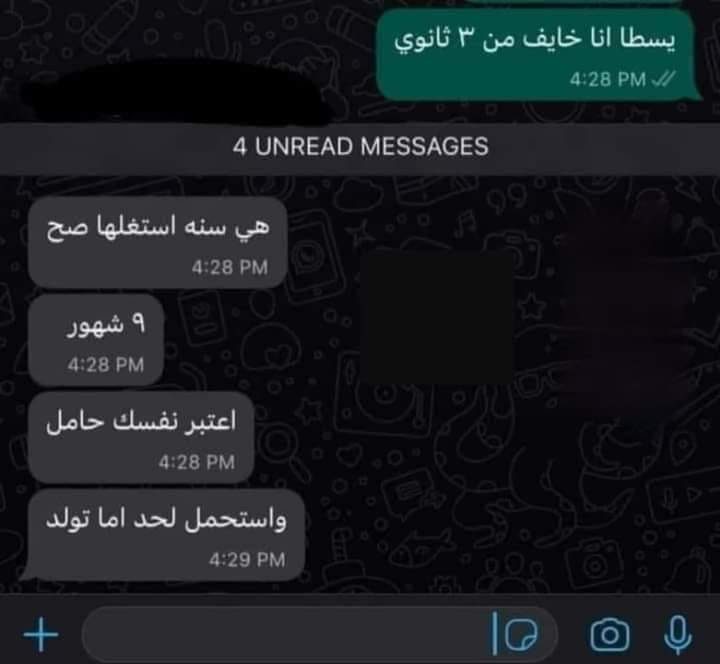 يسطا انا خايف من ٣ ثانوي
4:28 PM
4 UNREAD MESSAGES
هي سنه استغلها صح
4:28 PM
٩ شهور
4:28 PM
اعتبر نفسك حامل
4:28 PM
واستحمل لحد اما تولد
4:29 PM